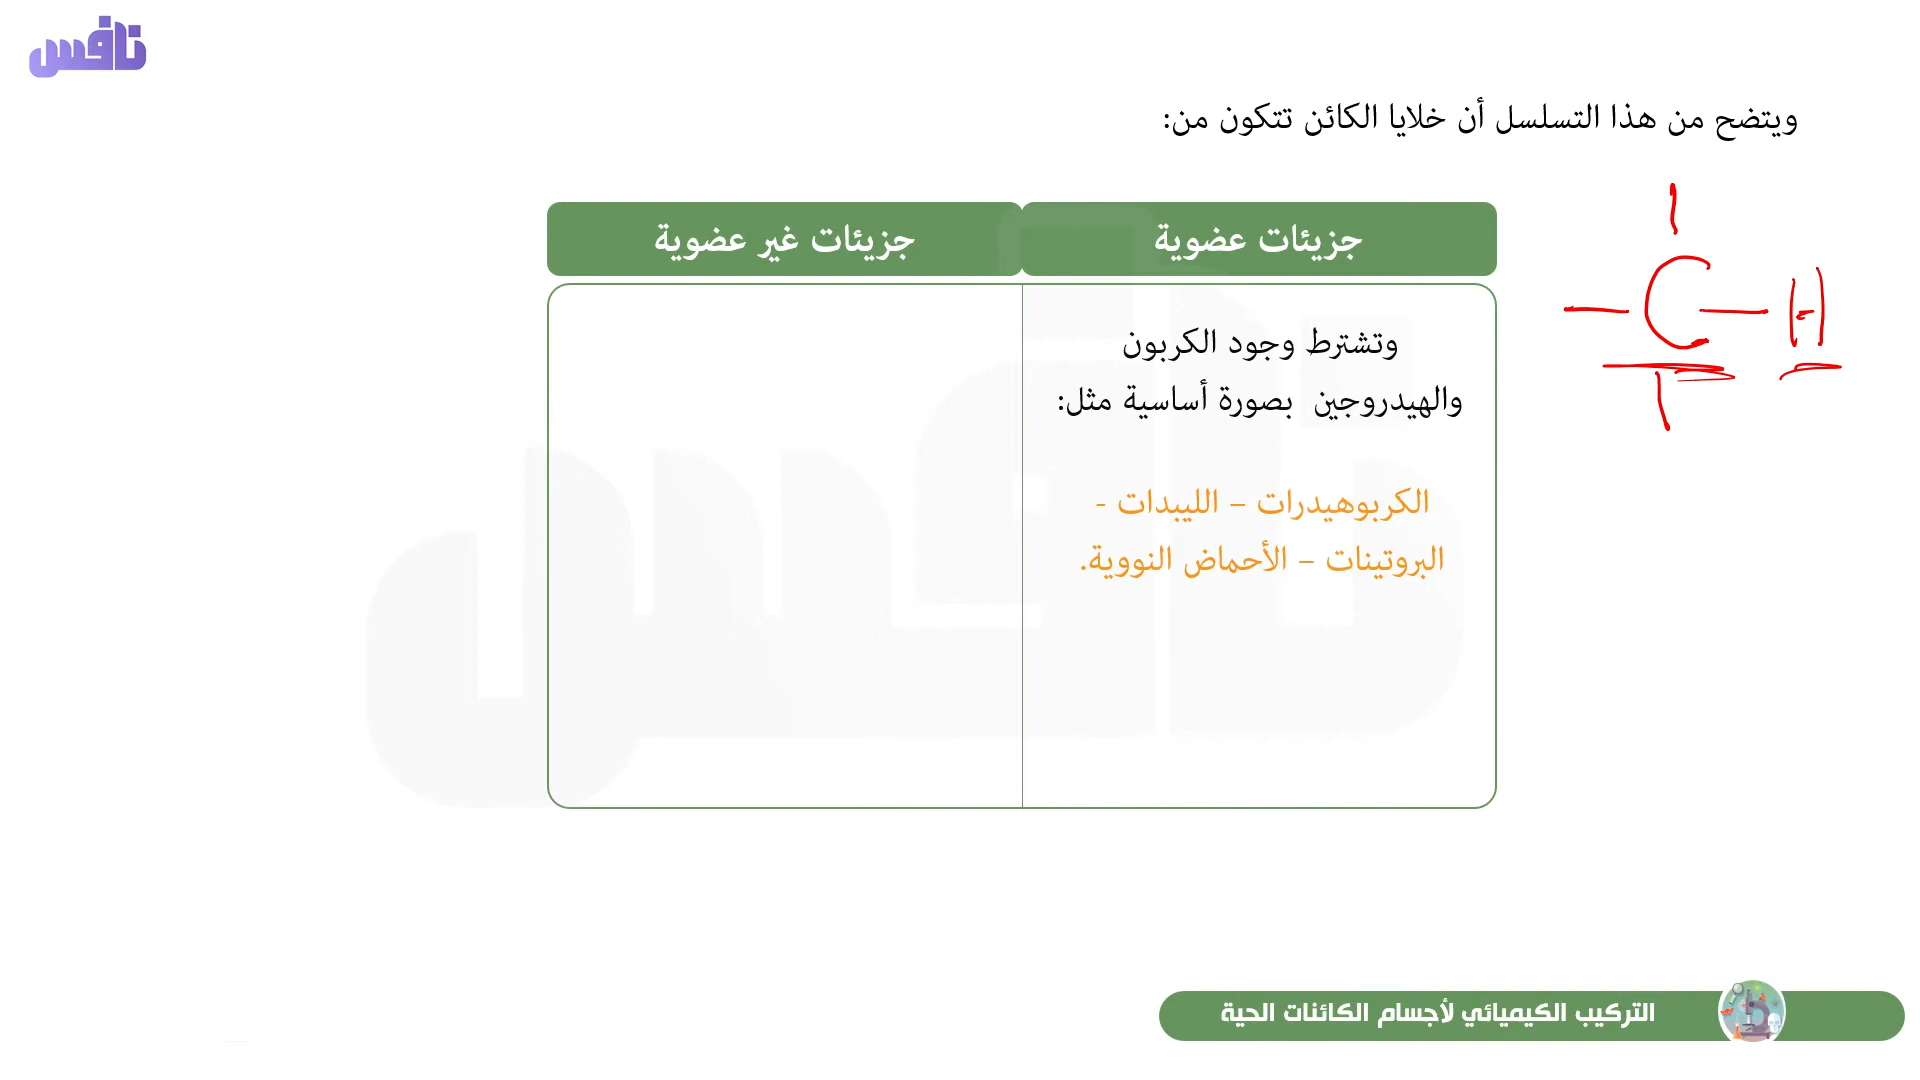 نافس
ويتضح من هذا التسلسل أن خلايا الكائن تتكون من:
جزيئات عضوية
جزيئات غير عضوية
وتشترط وجود الكربون
والهيدروجين بصورة أساسية مثل:
الكربوهيدرات – الليبدات -
البروتينات – الأحماض النووية.
C H
التركيب الكيميائي لأجسام الكائنات الحية